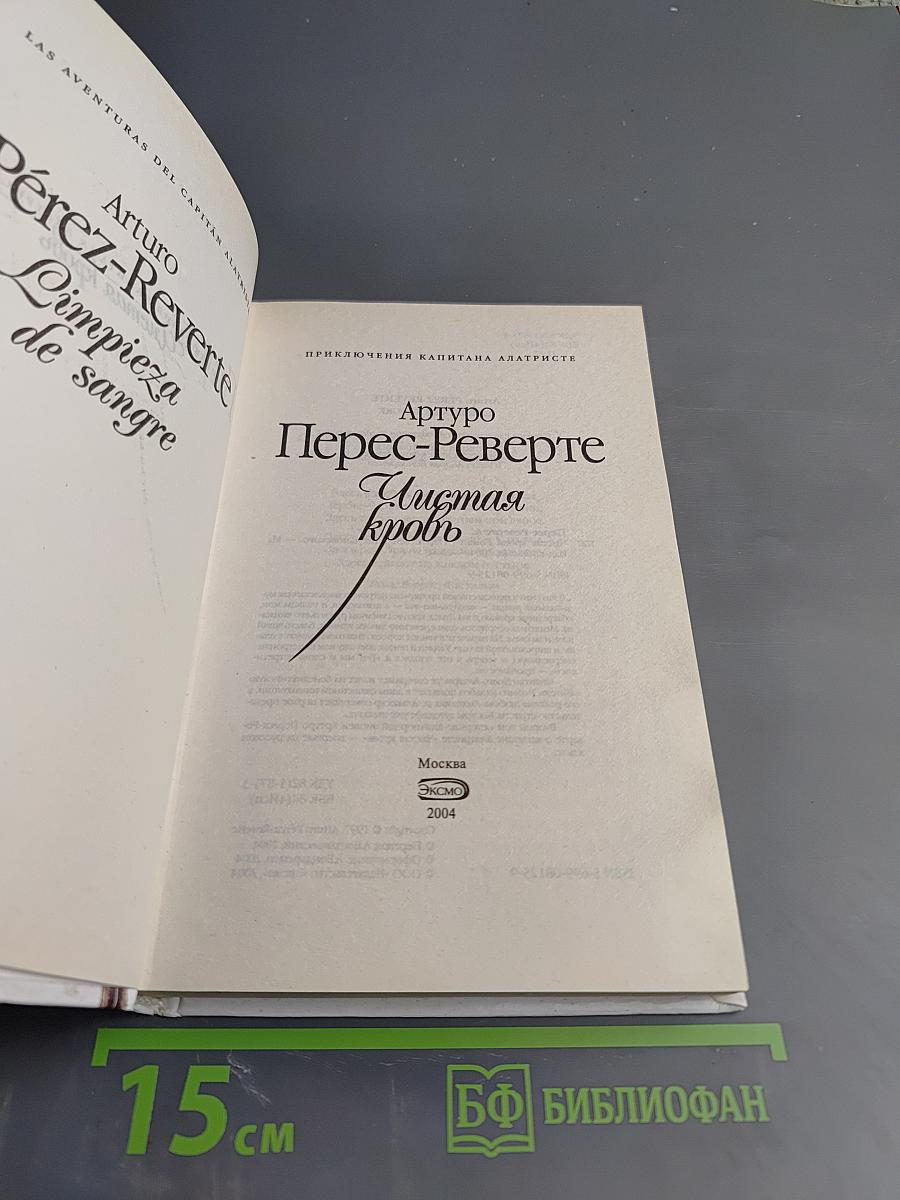 LAS AVENTURAS DEL CAPITÁN ALATRISTE
Arturo
Pérez-Reverte
Limpieza
de sangre
ПРИКЛЮЧЕНИЯ КАПИТАНА АЛАТРИСТЕ
Артуро
Перес-Реверте
Чистая
кровь
Москва
ЭКСМО
2004
15 см
БФ БИБЛИОФАН